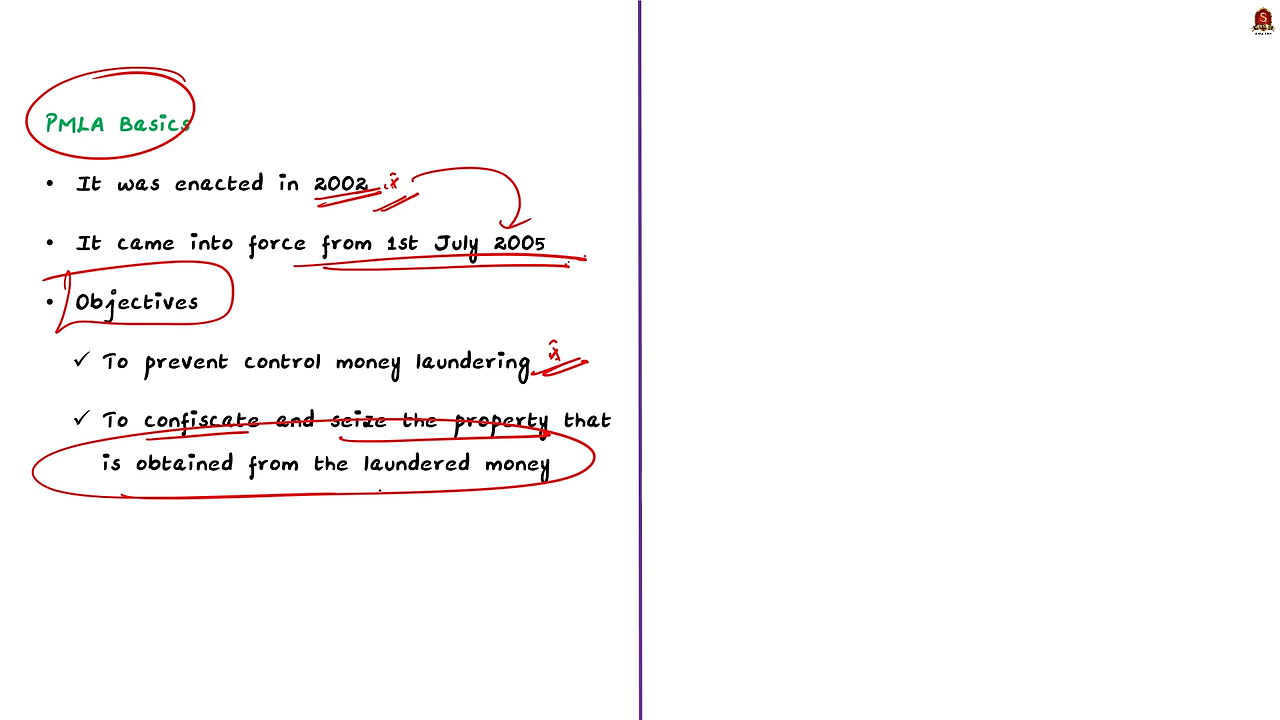 PMLA Basics
• It was enacted in 2002
• It came into force from 1st July 2005
• Objectives
✓ To prevent control money laundering
✓ To confiscate and seize the property that
is obtained from the laundered money